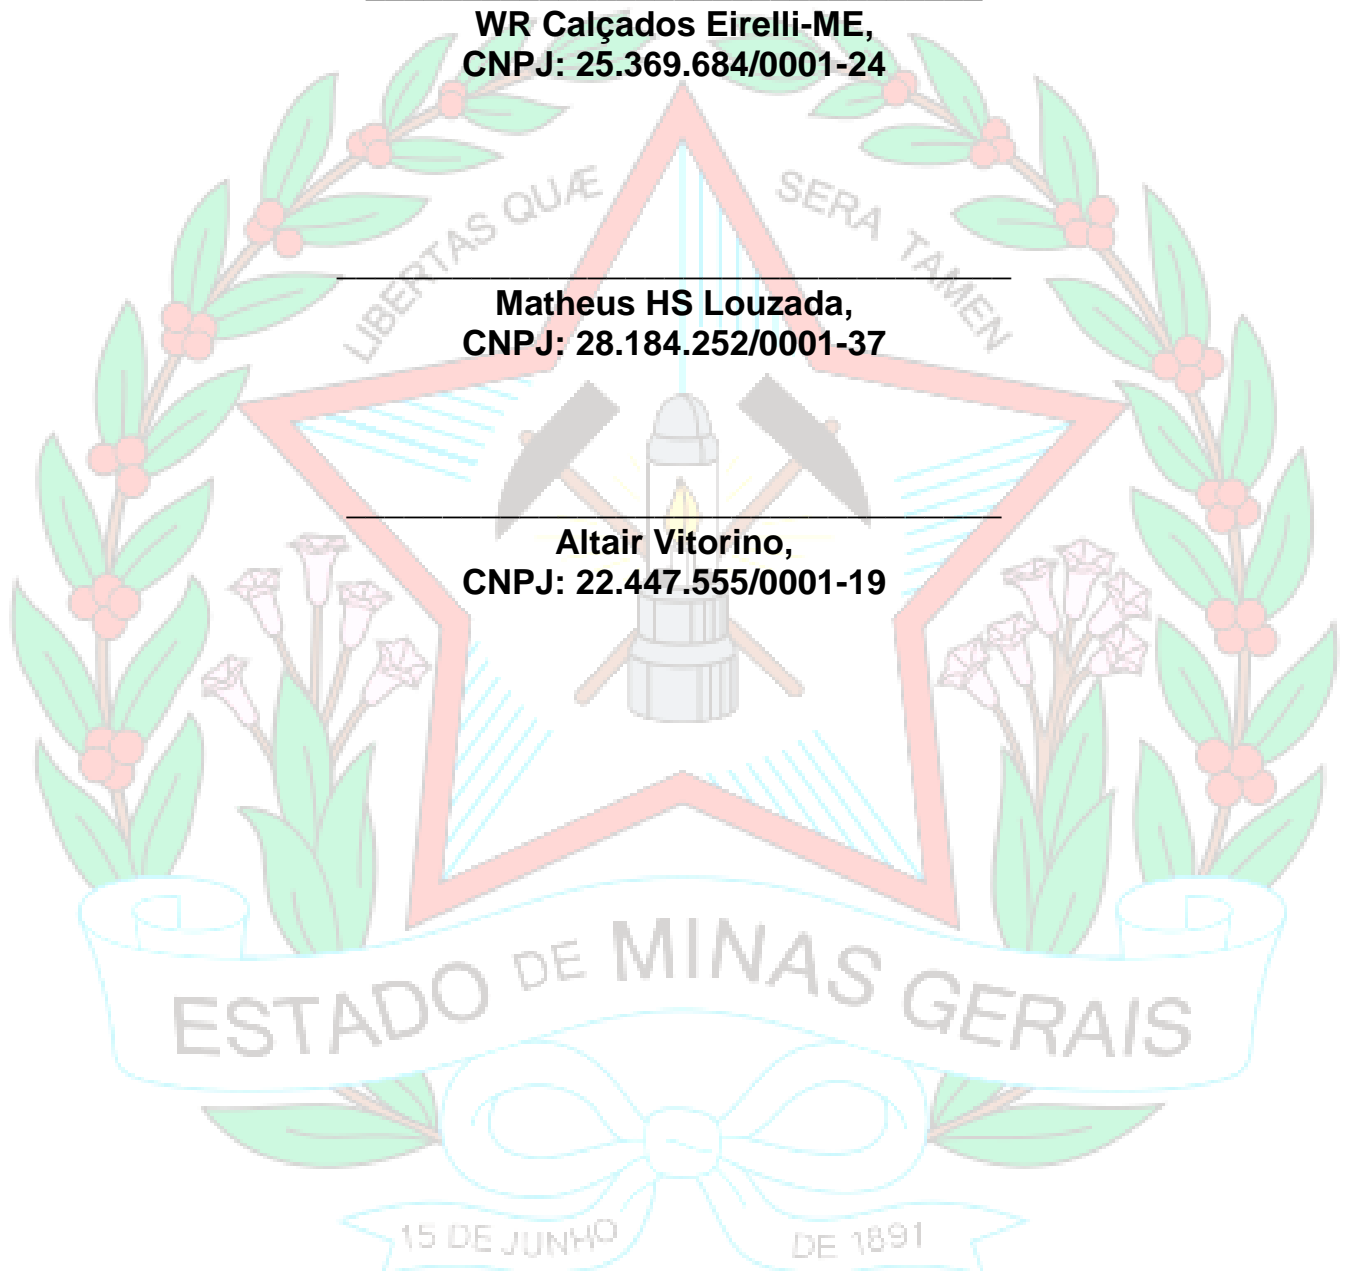 WR Calçados Eirelli-ME,
CNPJ: 25.369.684/0001-24
LIBERTAS QUÆ SERA TAMEN
Matheus HS Louzada,
CNPJ: 28.184.252/0001-37
Altair Vitorino,
CNPJ: 22.447.555/0001-19
ESTADO DE MINAS GERAIS
15 DE JUNHO DE 1891